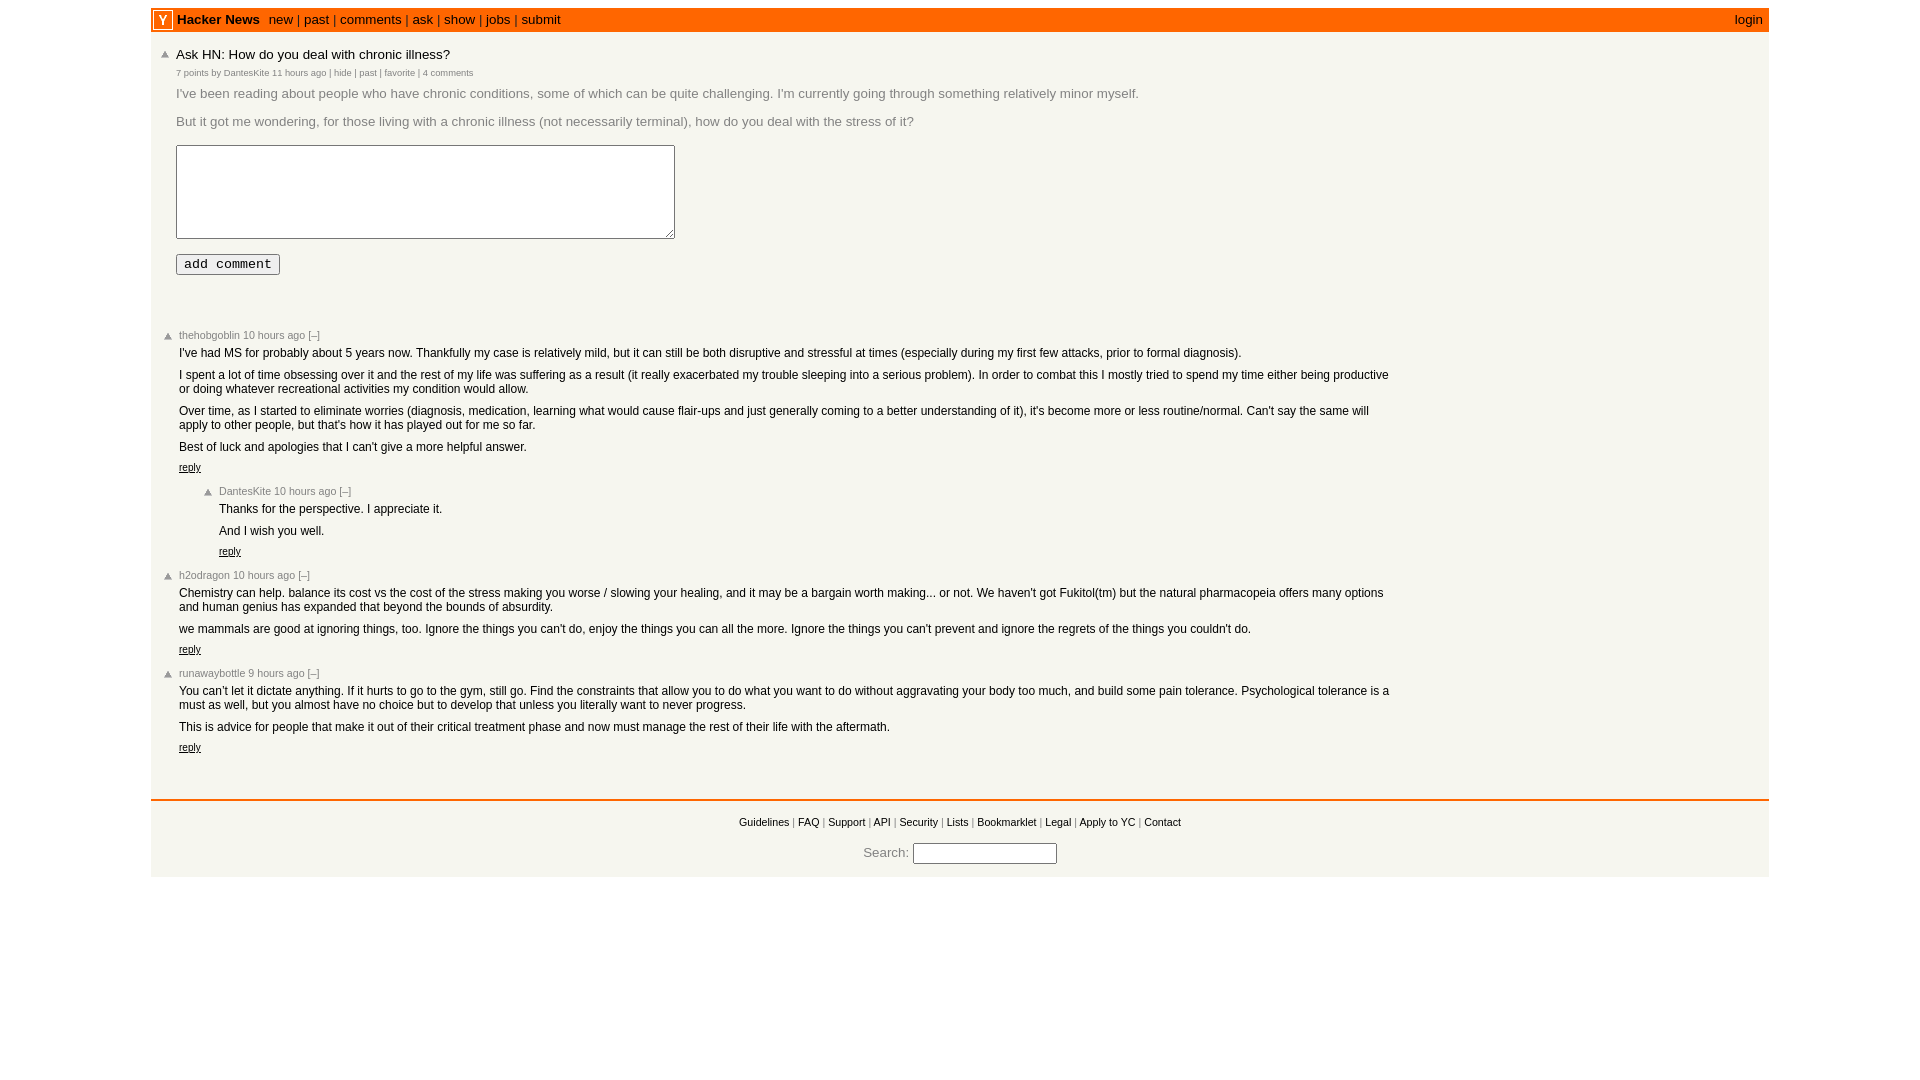 Y Hacker News new | past | comments | ask | show | jobs | submit login
Ask HN: How do you deal with chronic illness?
7 points by DantesKite 11 hours ago | hide | past | favorite | 4 comments
I've been reading about people who have chronic conditions, some of which can be quite challenging. I'm currently going through something relatively minor myself.
But it got me wondering, for those living with a chronic illness (not necessarily terminal), how do you deal with the stress of it?
add comment
thehobgoblin 10 hours ago [–]
I've had MS for probably about 5 years now. Thankfully my case is relatively mild, but it can still be both disruptive and stressful at times (especially during my first few attacks, prior to formal diagnosis).
I spent a lot of time obsessing over it and the rest of my life was suffering as a result (it really exacerbated my trouble sleeping into a serious problem). In order to combat this I mostly tried to spend my time either being productive
or doing whatever recreational activities my condition would allow.
Over time, as I started to eliminate worries (diagnosis, medication, learning what would cause flair-ups and just generally coming to a better understanding of it), it's become more or less routine/normal. Can't say the same will
apply to other people, but that's how it has played out for me so far.
Best of luck and apologies that I can't give a more helpful answer.
reply
DantesKite 10 hours ago [–]
Thanks for the perspective. I appreciate it.
And I wish you well.
reply
h2odragon 10 hours ago [–]
Chemistry can help. balance its cost vs the cost of the stress making you worse / slowing your healing, and it may be a bargain worth making... or not. We haven't got Fukitol(tm) but the natural pharmacopeia offers many options
and human genius has expanded that beyond the bounds of absurdity.
we mammals are good at ignoring things, too. Ignore the things you can't do, enjoy the things you can all the more. Ignore the things you can't prevent and ignore the regrets of the things you couldn't do.
reply
runawaybottle 9 hours ago [–]
You can't let it dictate anything. If it hurts to go to the gym, still go. Find the constraints that allow you to do what you want to do without aggravating your body too much, and build some pain tolerance. Psychological tolerance is a
must as well, but you almost have no choice but to develop that unless you literally want to never progress.
This is advice for people that make it out of their critical treatment phase and now must manage the rest of their life with the aftermath.
reply
Guidelines | FAQ | Support | API | Security | Lists | Bookmarklet | Legal | Apply to YC | Contact
Search: